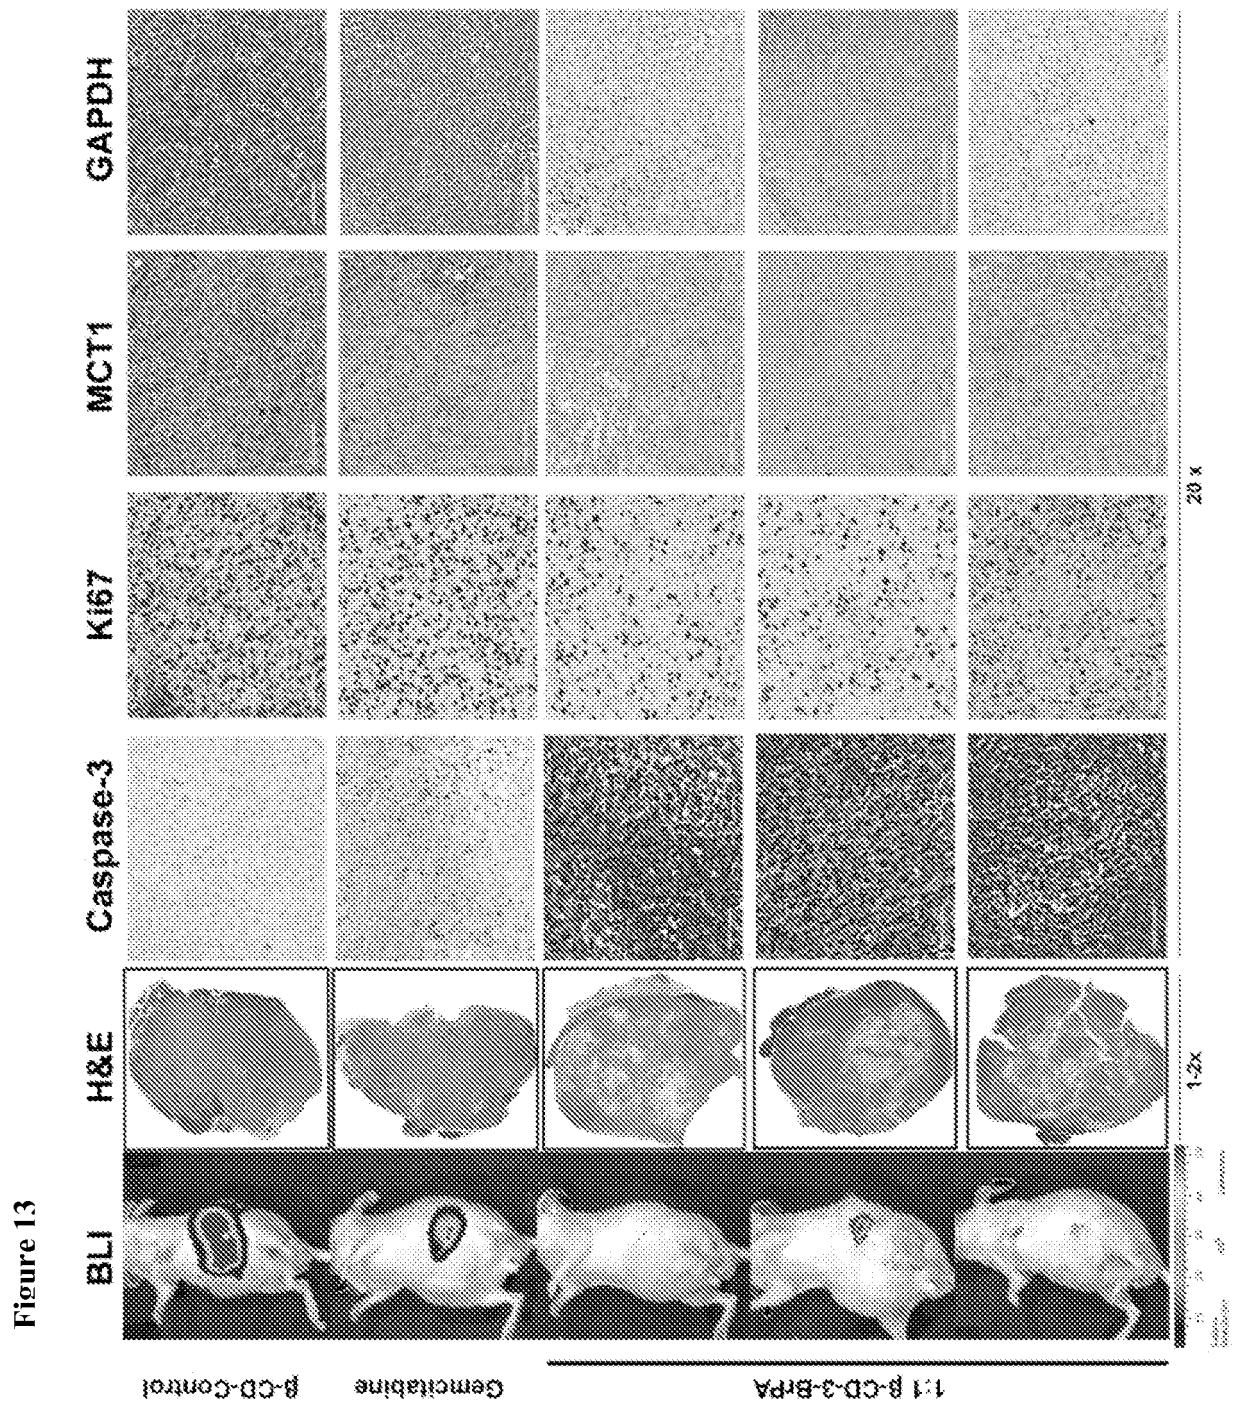 Figure 13
BLI
H&E
Caspase-3
Ki67
MCT1
GAPDH
β-CD-Control
Gemcitabine
1:1 β-CD-3-BrPA
1-2x
20 x